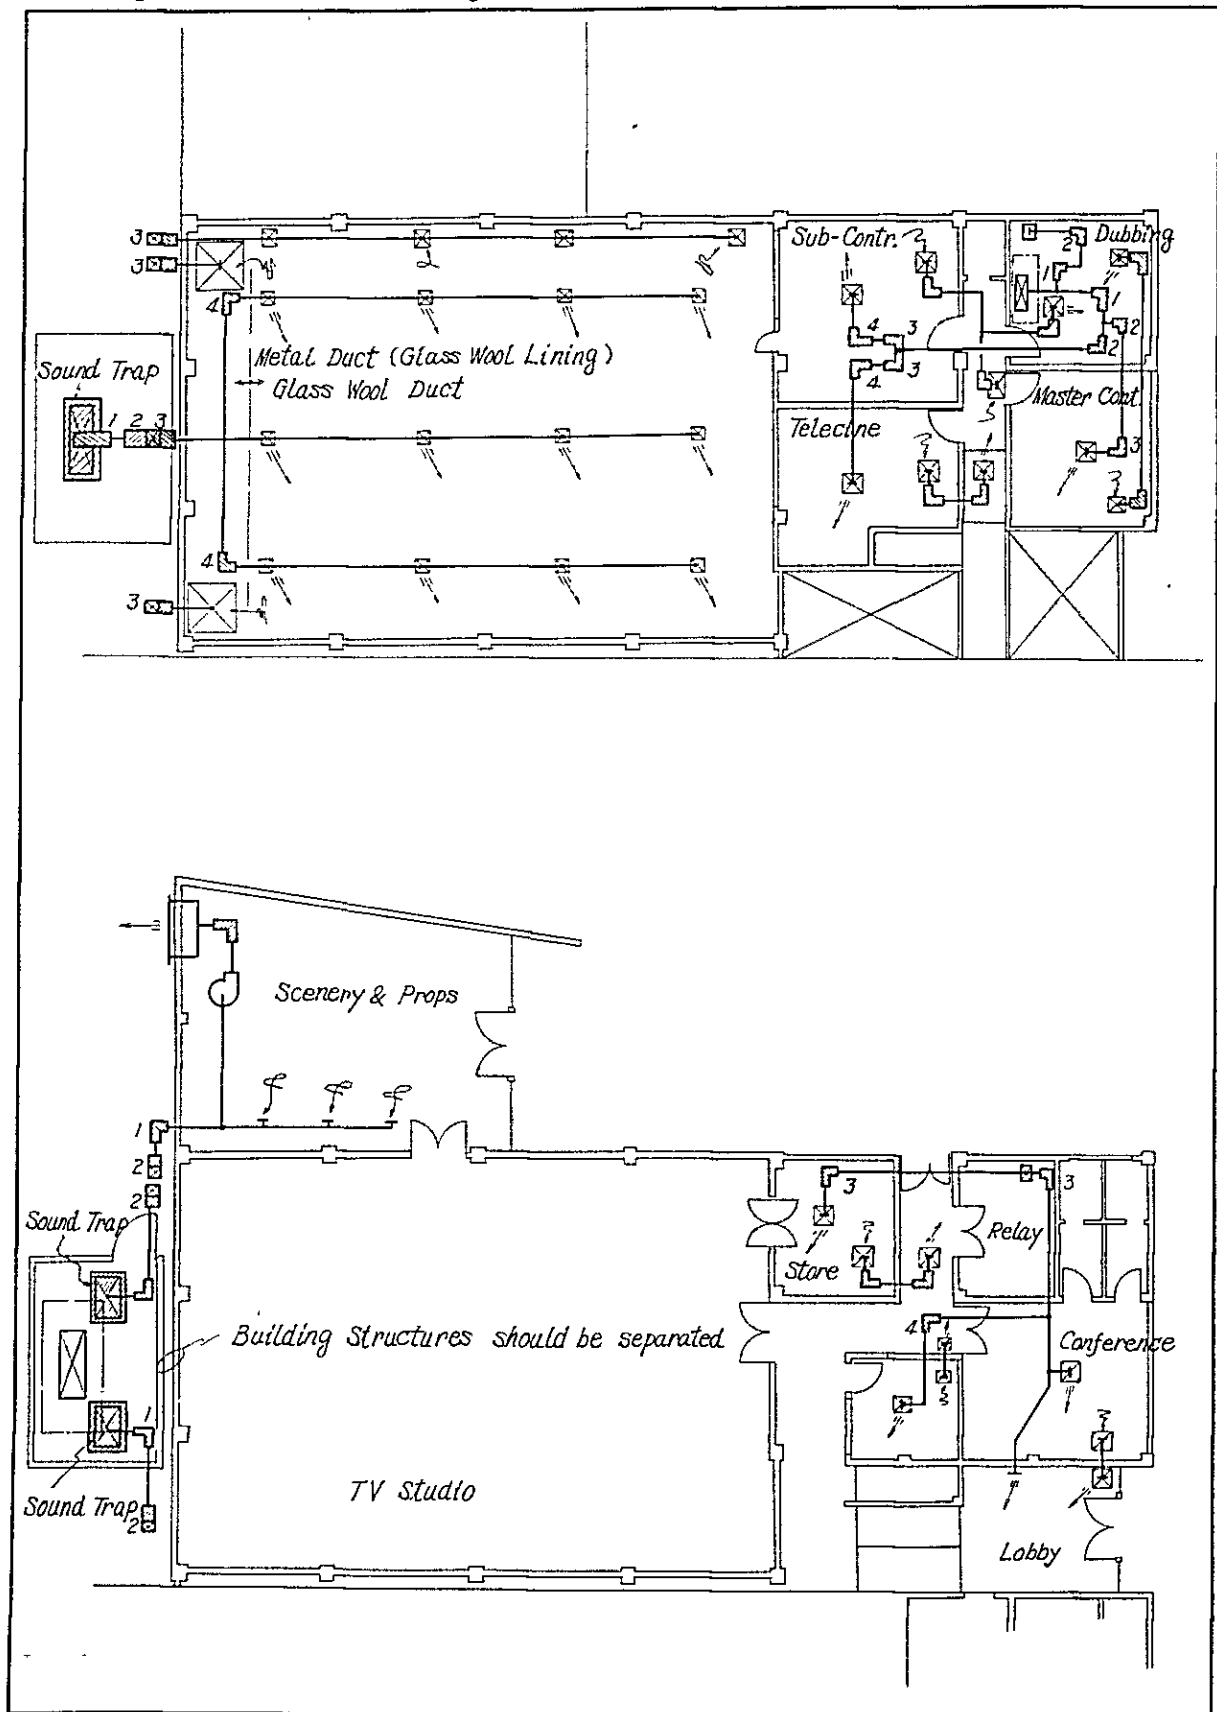 3
Sub-Contr.
2
Dubbing
3
1
4
1
Metal Duct (Glass Wool Lining)
4
3
2
2
Sound Trap
Glass Wool Duct
4
3
Master Cont.
1
2
3
Telecine
3
4
3
Scenery & Props
1
2
3
3
2
Sound Trap
Relay
Store
Building Structures should be separated
4
Conference
1
TV Studio
Sound Trap
2
Lobby